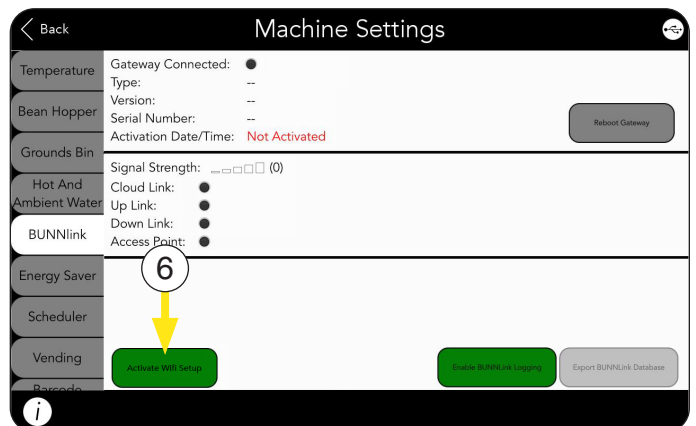 Back
Machine Settings
Temperature
Bean Hopper
Grounds Bin
Hot And
Ambient Water
BUNNlink
Energy Saver
Scheduler
Vending
Barcode
Gateway Connected:
Type: --
Version: --
Serial Number: --
Activation Date/Time: Not Activated
Reboot Gateway
Signal Strength: (0)
Cloud Link:
Up Link:
Down Link:
Access Point:
6
Activate Wifi Setup
Enable BUNNLink Logging
Export BUNNLink Database
i